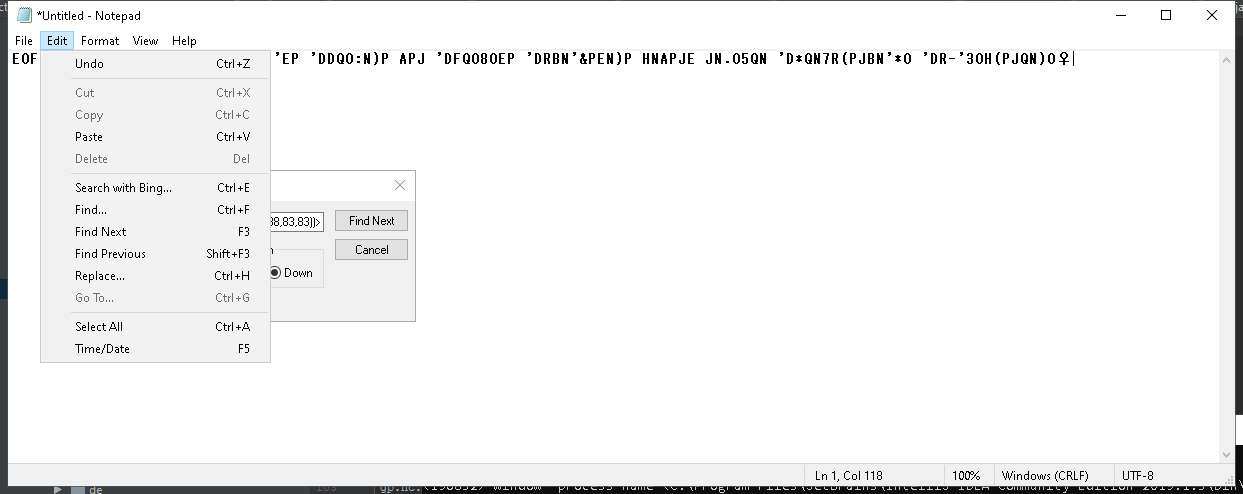 *Untitled - Notepad
File Edit Format View Help
EOF 'EP 'DDQO:N)P APJ 'DFQO8OEP 'DRBN'&PEN)P HNAPJE JN.O5QN 'D*QN7R(PJBN'*O 'DR-'3OH(PJQN)O♀
Undo Ctrl+Z
Cut Ctrl+X
Copy Ctrl+C
Paste Ctrl+V
Delete Del
Search with Bing... Ctrl+E
Find... Ctrl+F
Find Next F3
Find Previous Shift+F3
Replace... Ctrl+H
Go To... Ctrl+G
Select All Ctrl+A
Time/Date F5
38,83,83))> Find Next
Cancel
Down
Ln 1, Col 118 100% Windows (CRLF) UTF-8
de